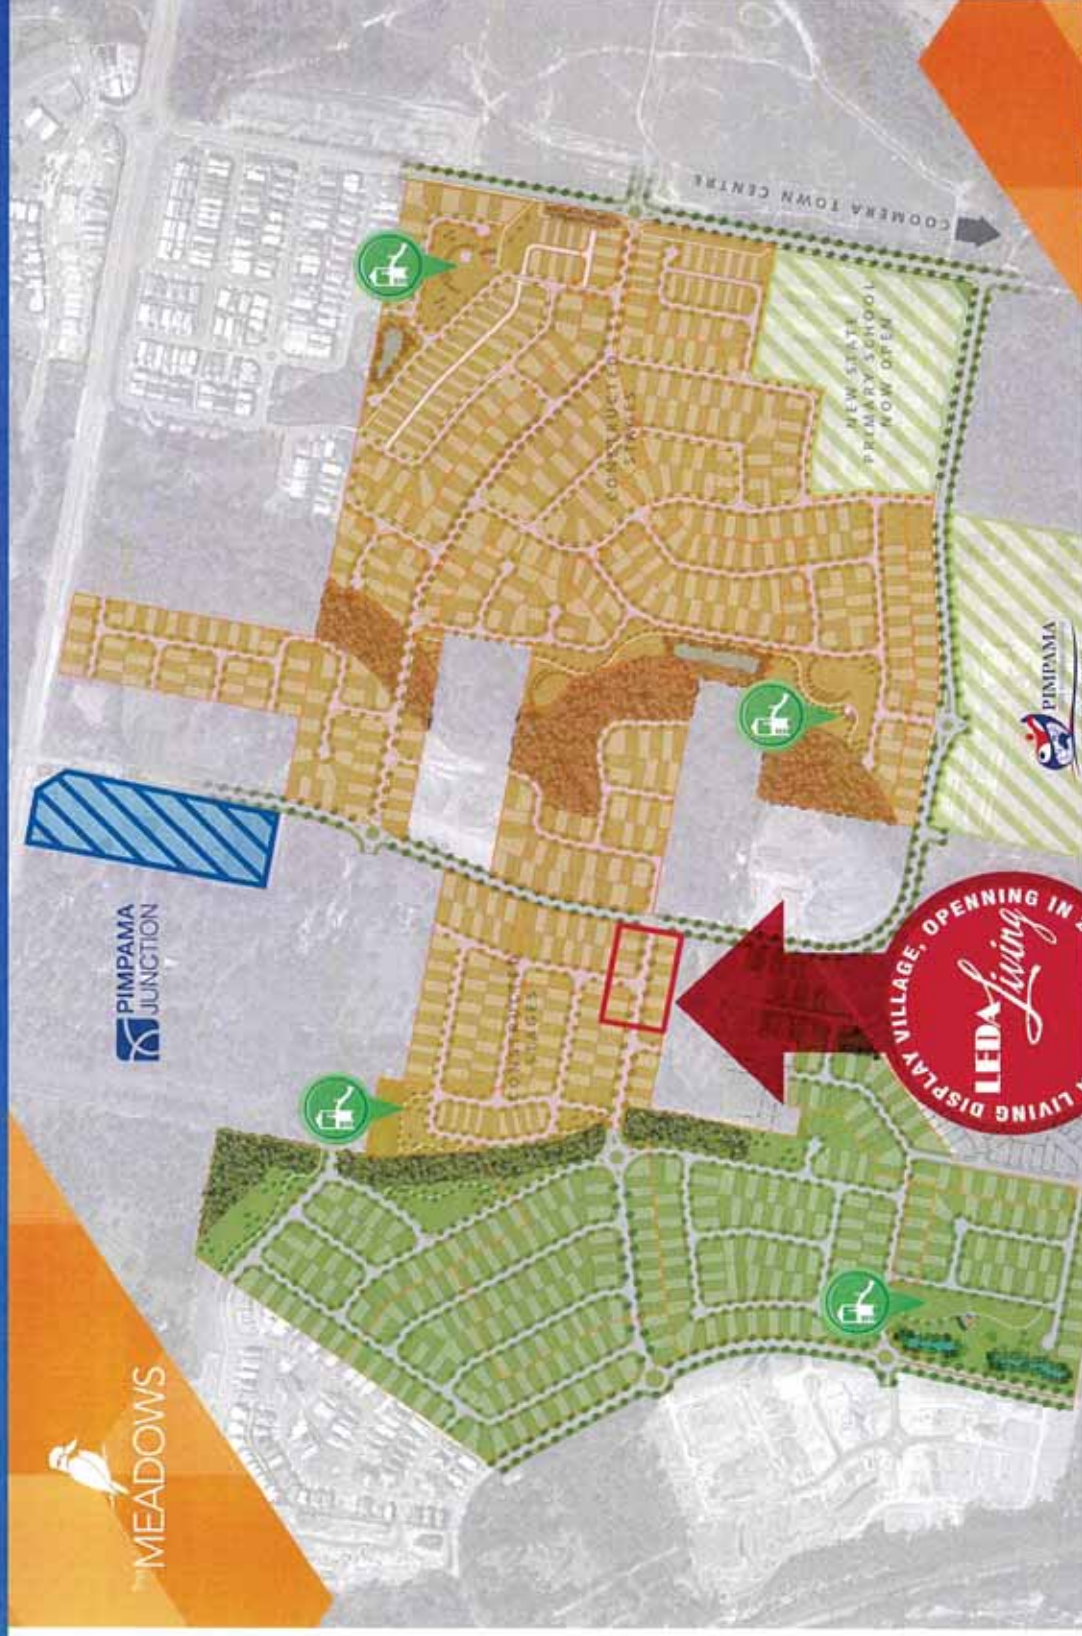 The
MEADOWS
PIMPAMA
JUNCTION
CONSTRUCTED
STAGES
COOMERA TOWN CENTRE
NEW STATE
PRIMARY SCHOOL
NOW OPEN
LIVING DISPLAY VILLAGE, OPENNING IN
LEDA
Living
PIMPAMA